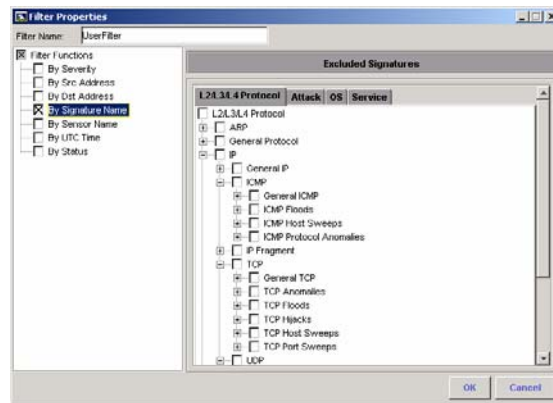 Filter Properties
Filter Name: UserFilter
Filter Functions
By Severity
By Src Address
By Dst Address
By Signature Name
By Sensor Name
By UTC Time
By Status
Excluded Signatures
L2/L3/L4 Protocol Attack OS Service
L2/L3/L4 Protocol
ARP
General Protocol
IP
General IP
ICMP
General ICMP
ICMP Floods
ICMP Host Sweeps
ICMP Protocol Anomalies
IP Fragment
TCP
General TCP
TCP Anomalies
TCP Floods
TCP Hijacks
TCP Host Sweeps
TCP Port Sweeps
UDP
OK Cancel